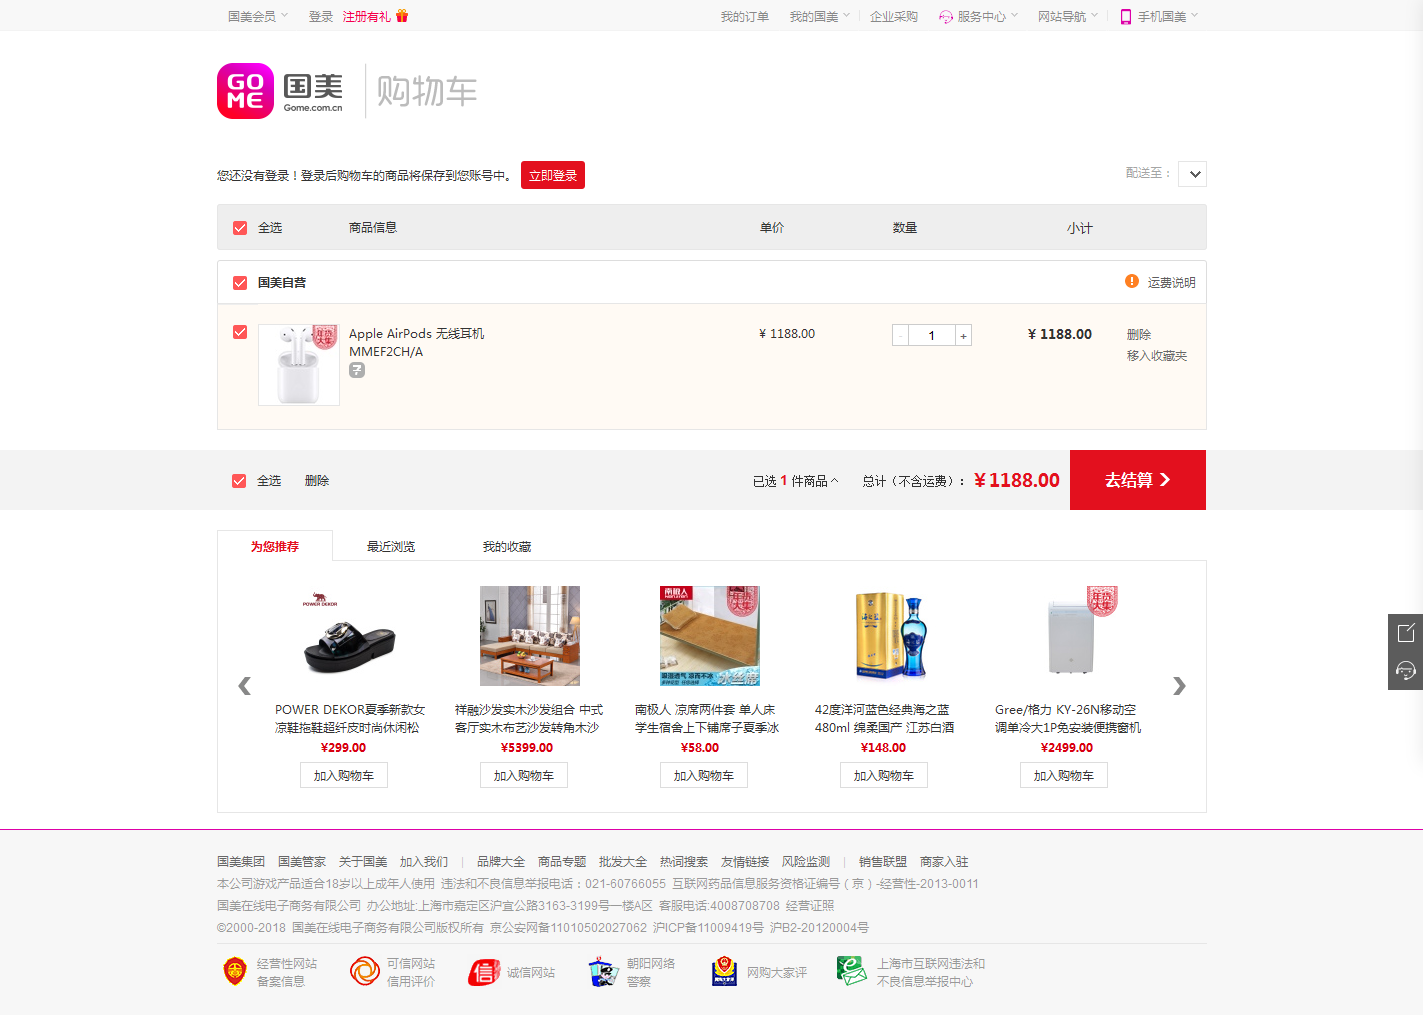 国美会员 登录 注册有礼 我的订单 我的国美 企业采购 服务中心 网站导航 手机国美
GO
ME
国美
Gome.com.cn
购物车
您还没有登录！登录后购物车的商品将保存到您账号中。 立即登录 配送至：
全选 商品信息 单价 数量 小计
国美自营 运费说明
年货
大集
Apple AirPods 无线耳机 ¥ 1188.00 - 1 + ¥ 1188.00 删除
MMEF2CH/A 移入收藏夹
全选 删除 已选 1 件商品 总计（不含运费）： ¥1188.00 去结算
为您推荐 最近浏览 我的收藏
POWER DEKOR
南极人
海之蓝
吸湿透气 凉而不冰
冰丝席
POWER DEKOR夏季新款女
凉鞋拖鞋超纤皮时尚休闲松
¥299.00
加入购物车
祥融沙发实木沙发组合 中式
客厅实木布艺沙发转角木沙
¥5399.00
加入购物车
南极人 凉席两件套 单人床
学生宿舍上下铺席子夏季冰
¥58.00
加入购物车
42度洋河蓝色经典海之蓝
480ml 绵柔国产 江苏白酒
¥148.00
加入购物车
Gree/格力 KY-26N移动空
调单冷大1P免安装便携窗机
¥2499.00
加入购物车
国美集团 国美管家 关于国美 加入我们 | 品牌大全 商品专题 批发大全 热词搜索 友情链接 风险监测 | 销售联盟 商家入驻
本公司游戏产品适合18岁以上成年人使用 违法和不良信息举报电话：021-60766055 互联网药品信息服务资格证编号（京）-经营性-2013-0011
国美在线电子商务有限公司 办公地址:上海市嘉定区沪宜公路3163-3199号一楼A区 客服电话:4008708708 经营证照
©2000-2018 国美在线电子商务有限公司版权所有 京公安网备11010502027062 沪ICP备11009419号 沪B2-20120004号
经营性网站
备案信息
可信网站
信用评价
信
诚信网站
朝阳网络
警察
网购大家评
上海市互联网违法和
不良信息举报中心